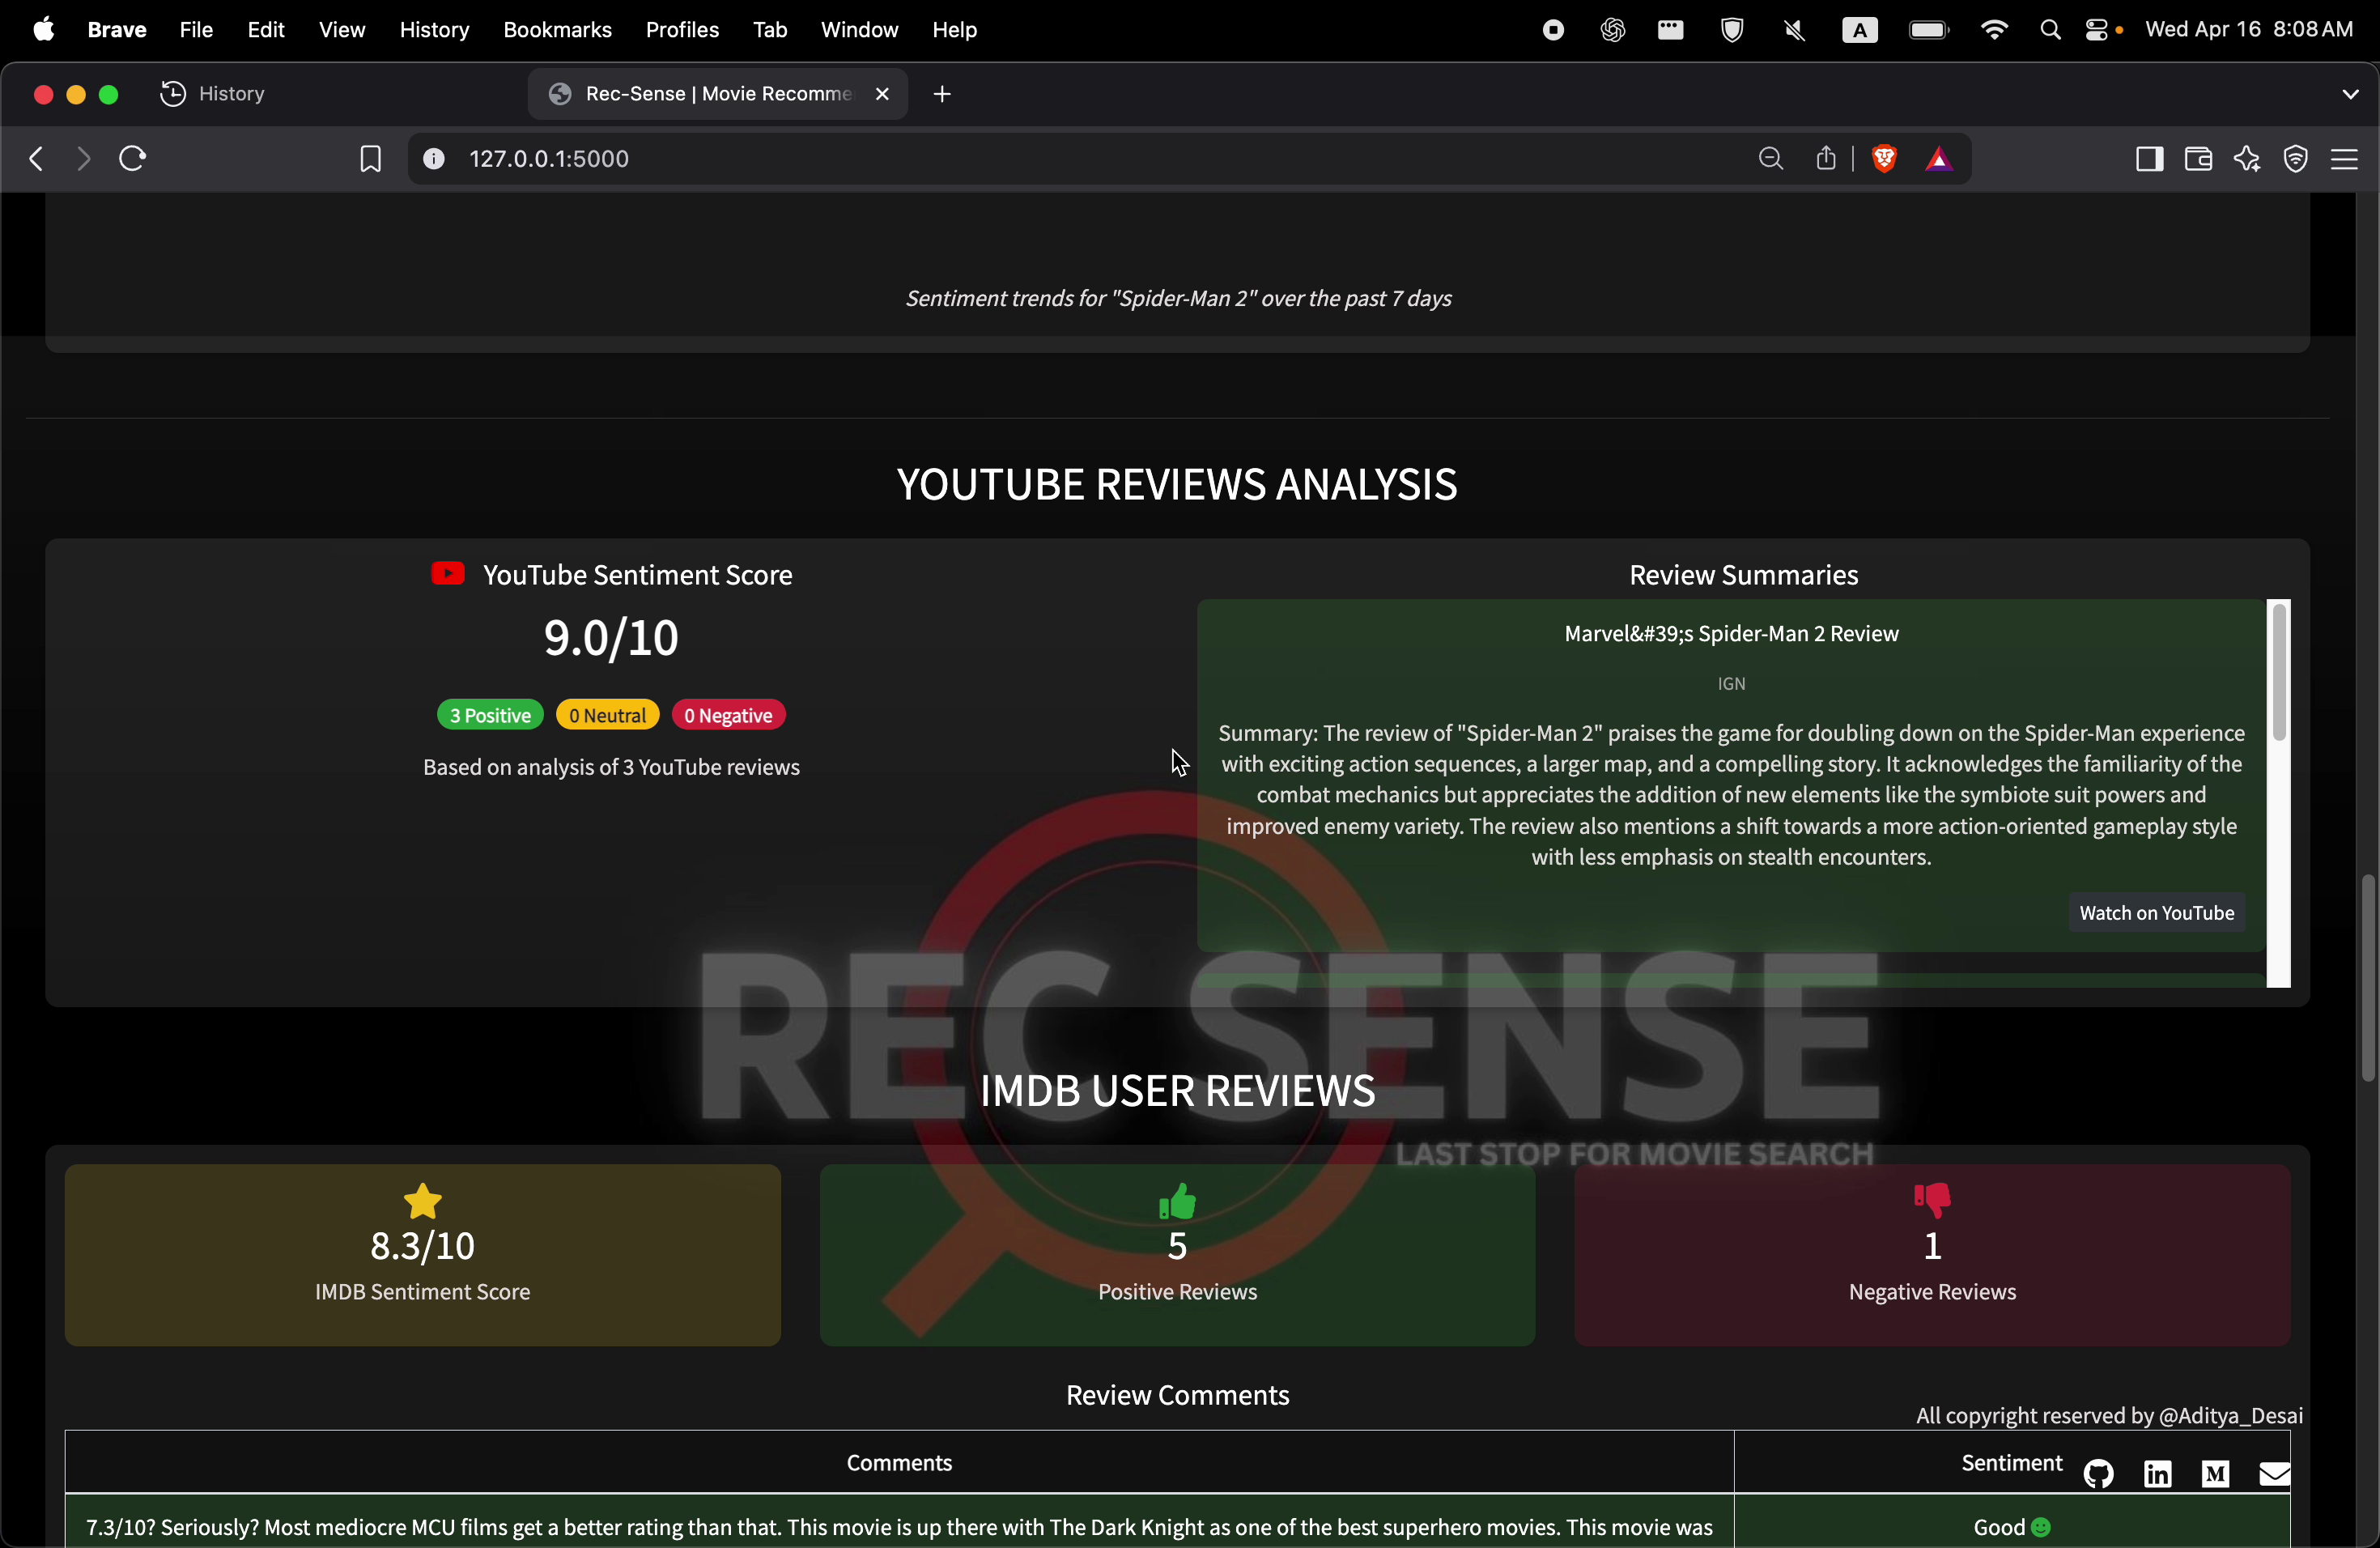 Brave File Edit View History Bookmarks Profiles Tab Window Help A Wed Apr 16 8:08 AM
History Rec-Sense | Movie Recomme
127.0.0.1:5000
Sentiment trends for "Spider-Man 2" over the past 7 days
YOUTUBE REVIEWS ANALYSIS
YouTube Sentiment Score
9.0/10
3 Positive 0 Neutral 0 Negative
Based on analysis of 3 YouTube reviews
Review Summaries
Marvel&#39;s Spider-Man 2 Review
IGN
Summary: The review of "Spider-Man 2" praises the game for doubling down on the Spider-Man experience
with exciting action sequences, a larger map, and a compelling story. It acknowledges the familiarity of the
combat mechanics but appreciates the addition of new elements like the symbiote suit powers and
improved enemy variety. The review also mentions a shift towards a more action-oriented gameplay style
with less emphasis on stealth encounters.
Watch on YouTube
REC SENSE
LAST STOP FOR MOVIE SEARCH
IMDB USER REVIEWS
8.3/10
IMDB Sentiment Score
5
Positive Reviews
1
Negative Reviews
Review Comments
All copyright reserved by @Aditya_Desai
Comments Sentiment
7.3/10? Seriously? Most mediocre MCU films get a better rating than that. This movie is up there with The Dark Knight as one of the best superhero movies. This movie was
Good